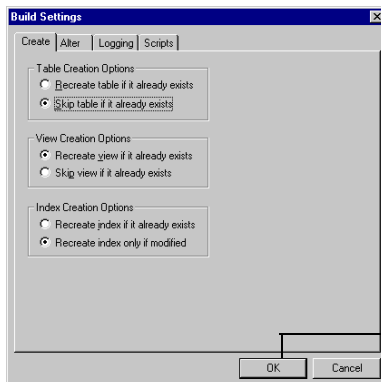 Build Settings
Create Alter Logging Scripts
Table Creation Options
Recreate table if it already exists
Skip table if it already exists
View Creation Options
Recreate view if it already exists
Skip view if it already exists
Index Creation Options
Recreate index if it already exists
Recreate index only if modified
OK Cancel